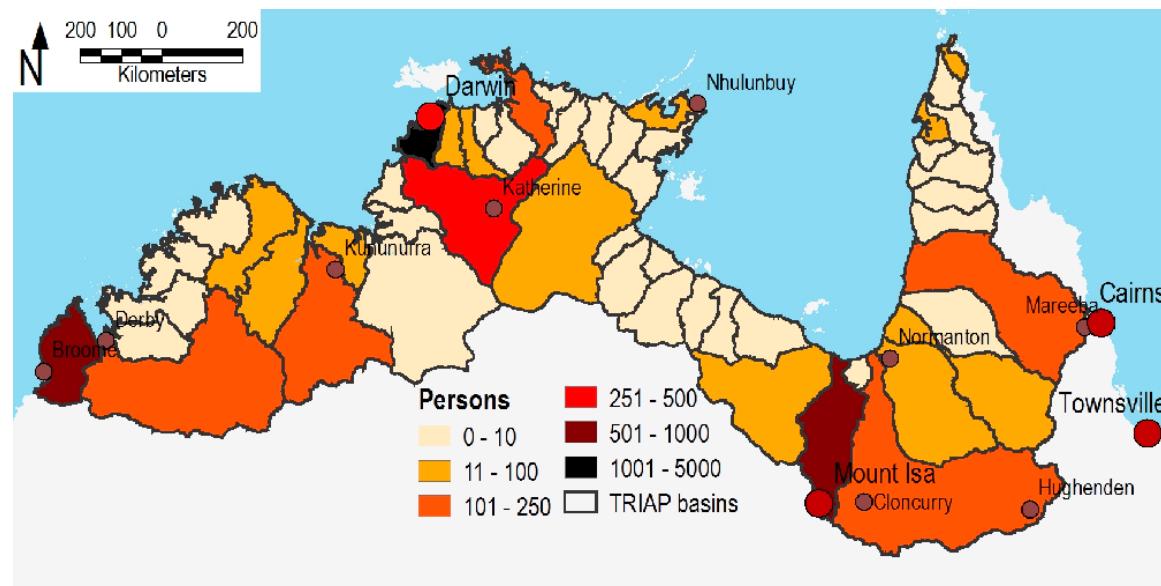 200 100 0 200
N
Kilometers
Darwin
Nhulunbuy
Katherine
Kununurra
Derby
Broome
Mareeba
Cairns
Normanton
Townsville
Persons
0 - 10
11 - 100
101 - 250
251 - 500
501 - 1000
1001 - 5000
TRIAP basins
Mount Isa
Cloncurry
Hughenden